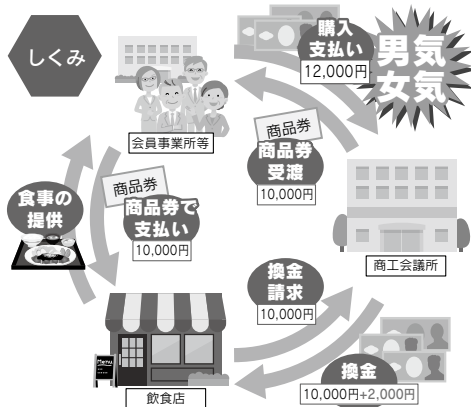 しくみ
購入
支払い
12,000円
男気
女気
会員事業所等
商品券
商品券
受渡
10,000円
商品券
商品券で
支払い
10,000円
食事の
提供
商工会議所
換金
請求
10,000円
Menu
飲食店
換金
10,000円+2,000円